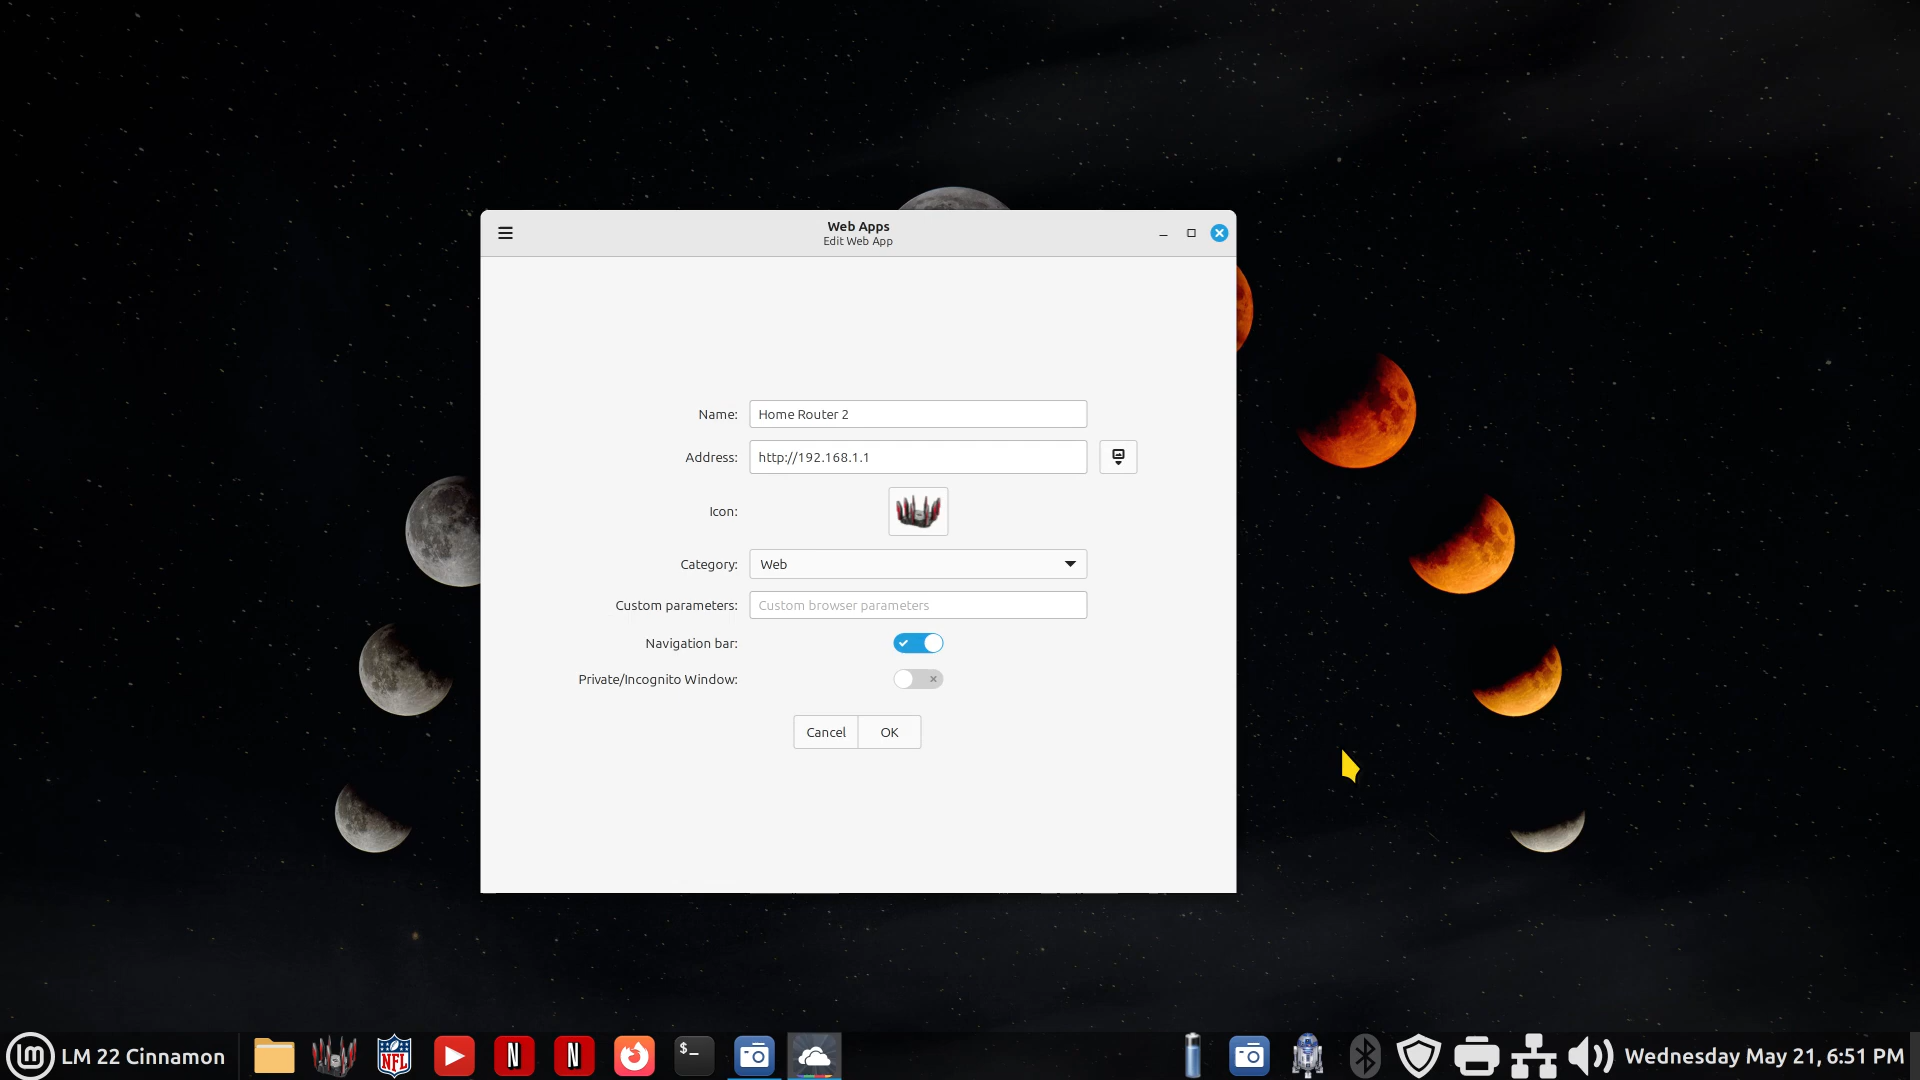 Web Apps
Edit Web App
Name: Home Router 2
Address: http://192.168.1.1
Icon:
Category: Web
Custom parameters: Custom browser parameters
Navigation bar:
Private/Incognito Window:
Cancel OK
LM 22 Cinnamon NFL N N $_ Wednesday May 21, 6:51 PM